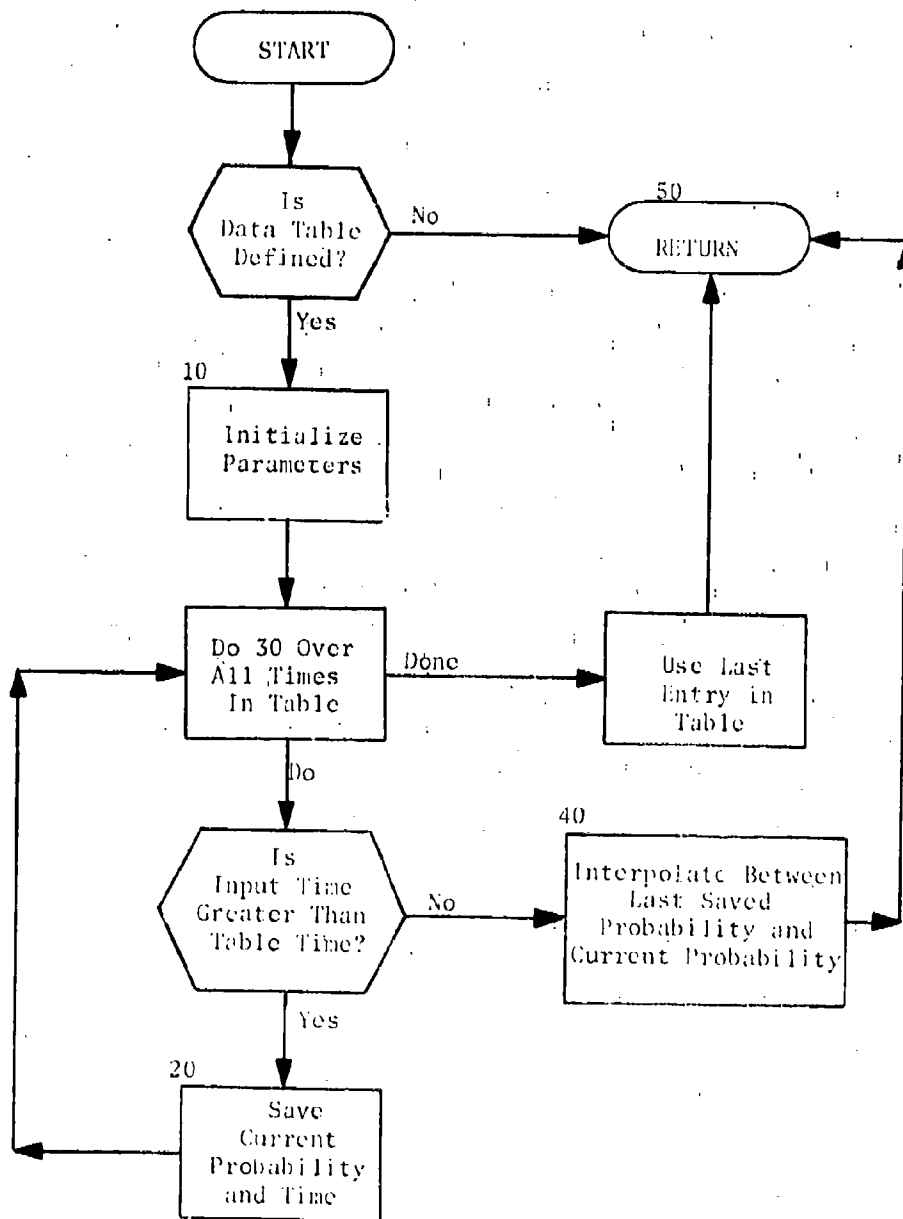 START
Is
Data Table
Defined?
No
50
RETURN
Yes
10
Initialize
Parameters
Do 30 Over
All Times
In Table
Done
Use Last
Entry in
Table
Do
Is
Input Time
Greater Than
Table Time?
No
40
Interpolate Between
Last Saved
Probability and
Current Probability
Yes
20
Save
Current
Probability
and Time